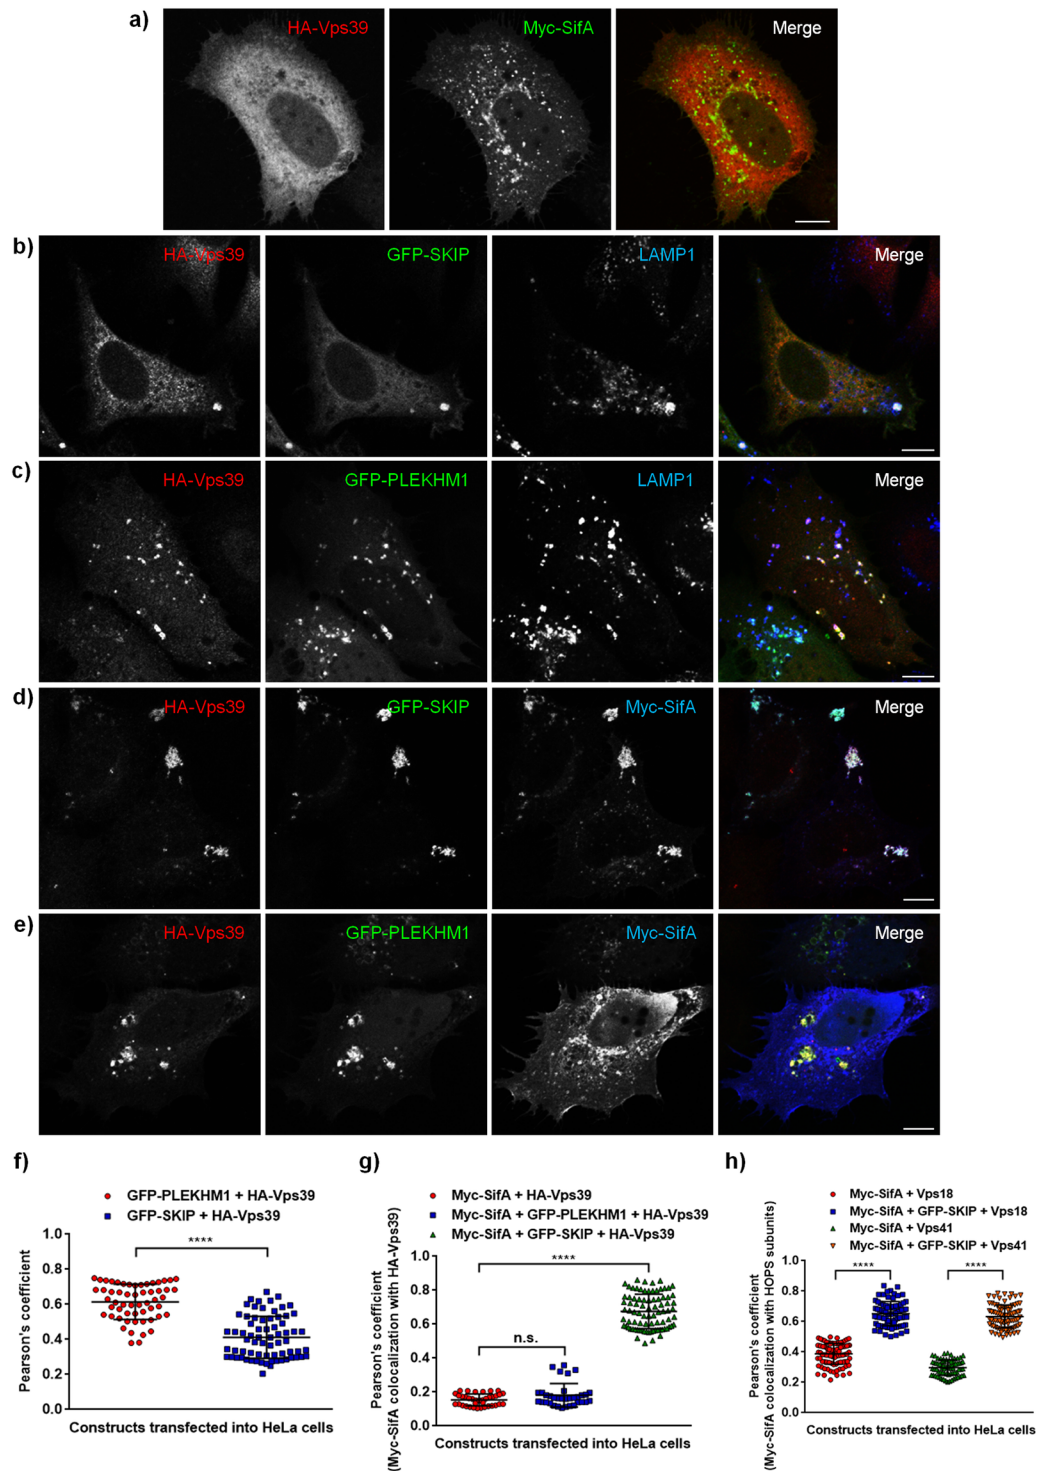 a)
HA-Vps39
Myc-SifA
Merge
b)
HA-Vps39
GFP-SKIP
LAMP1
Merge
c)
HA-Vps39
GFP-PLEKHM1
LAMP1
Merge
d)
HA-Vps39
GFP-SKIP
Myc-SifA
Merge
e)
HA-Vps39
GFP-PLEKHM1
Myc-SifA
Merge
f)
GFP-PLEKHM1 + HA-Vps39
GFP-SKIP + HA-Vps39
****
Pearson's coefficient
1.0
0.8
0.6
0.4
0.2
0.0
Constructs transfected into HeLa cells
g)
Myc-SifA + HA-Vps39
Myc-SifA + GFP-PLEKHM1 + HA-Vps39
Myc-SifA + GFP-SKIP + HA-Vps39
****
n.s.
Pearson's coefficient
(Myc-SifA colocalization with HA-Vps39)
1.0
0.8
0.6
0.4
0.2
0.0
Constructs transfected into HeLa cells
h)
Myc-SifA + Vps18
Myc-SifA + GFP-SKIP + Vps18
Myc-SifA + Vps41
Myc-SifA + GFP-SKIP + Vps41
****
****
Pearson's coefficient
(Myc-SifA colocalization with HOPS subunits)
1.0
0.8
0.6
0.4
0.2
0.0
Constructs transfected into HeLa cells